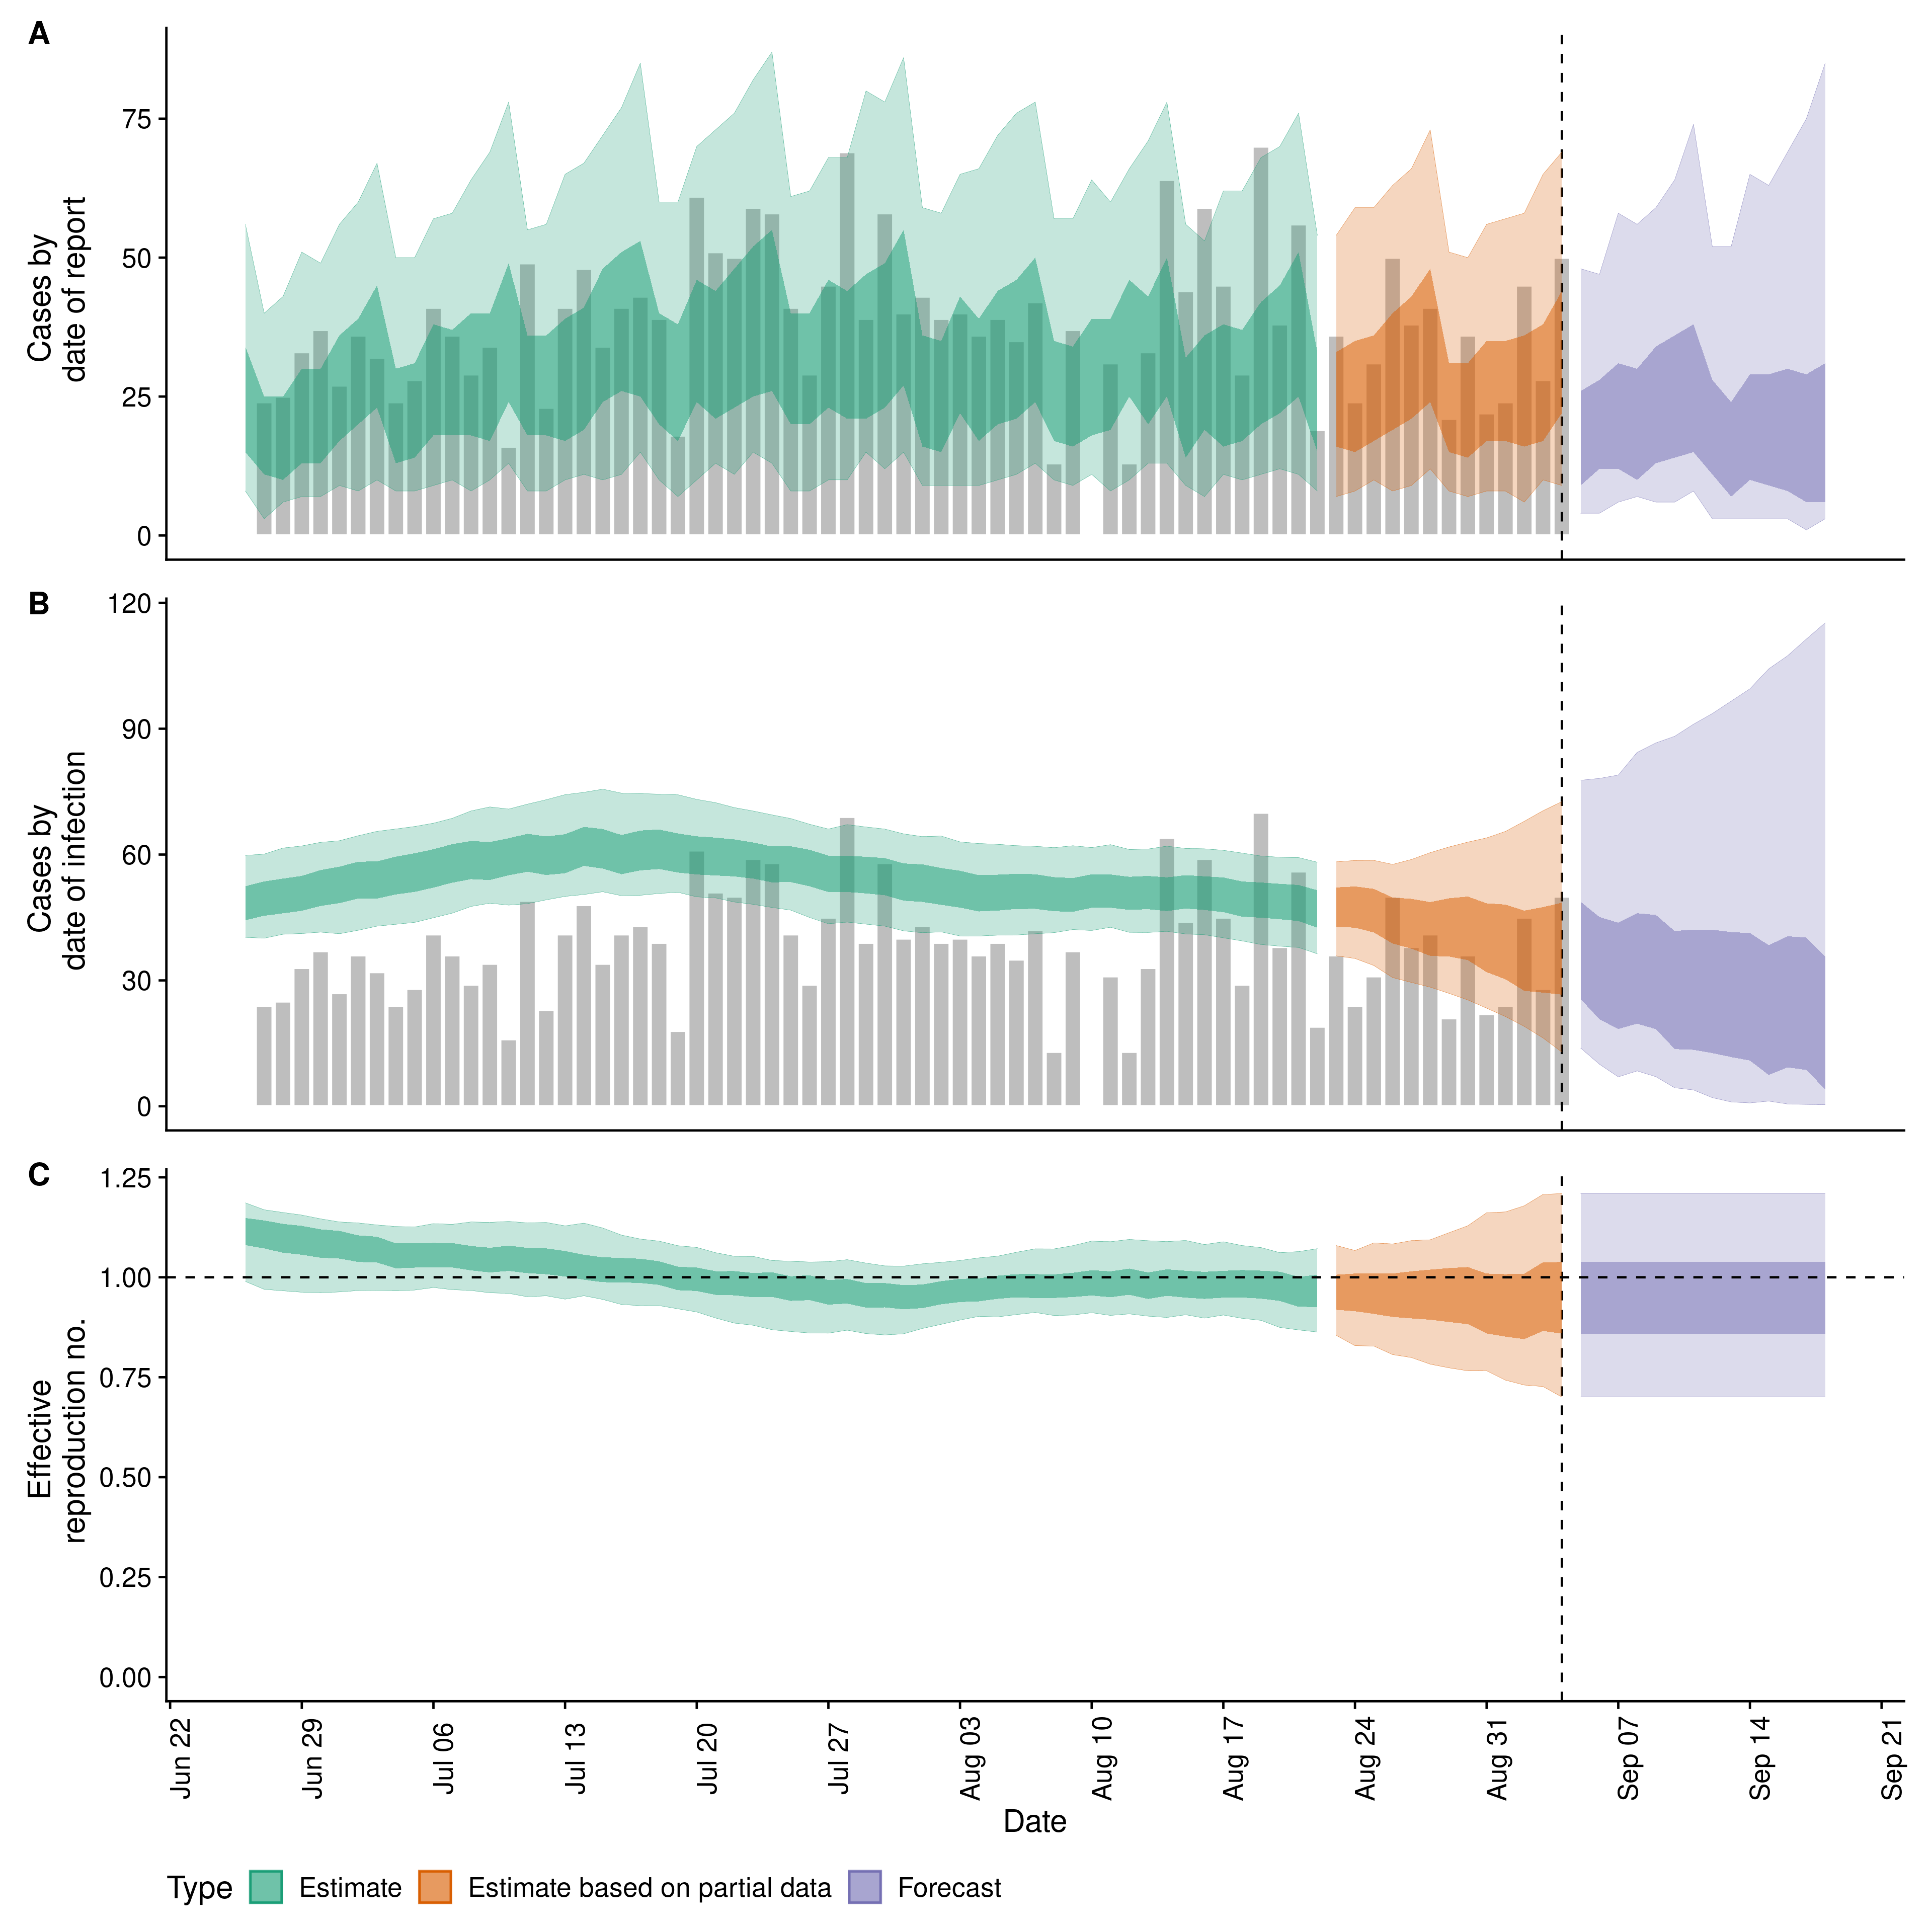 A
Cases by
date of report
75
50
25
0
B
Cases by
date of infection
120
90
60
30
0
C
Effective
reproduction no.
1.25
1.00
0.75
0.50
0.25
0.00
Jun 22
Jun 29
Jul 06
Jul 13
Jul 20
Jul 27
Aug 03
Aug 10
Aug 17
Aug 24
Aug 31
Sep 07
Sep 14
Sep 21
Date
Type Estimate Estimate based on partial data Forecast